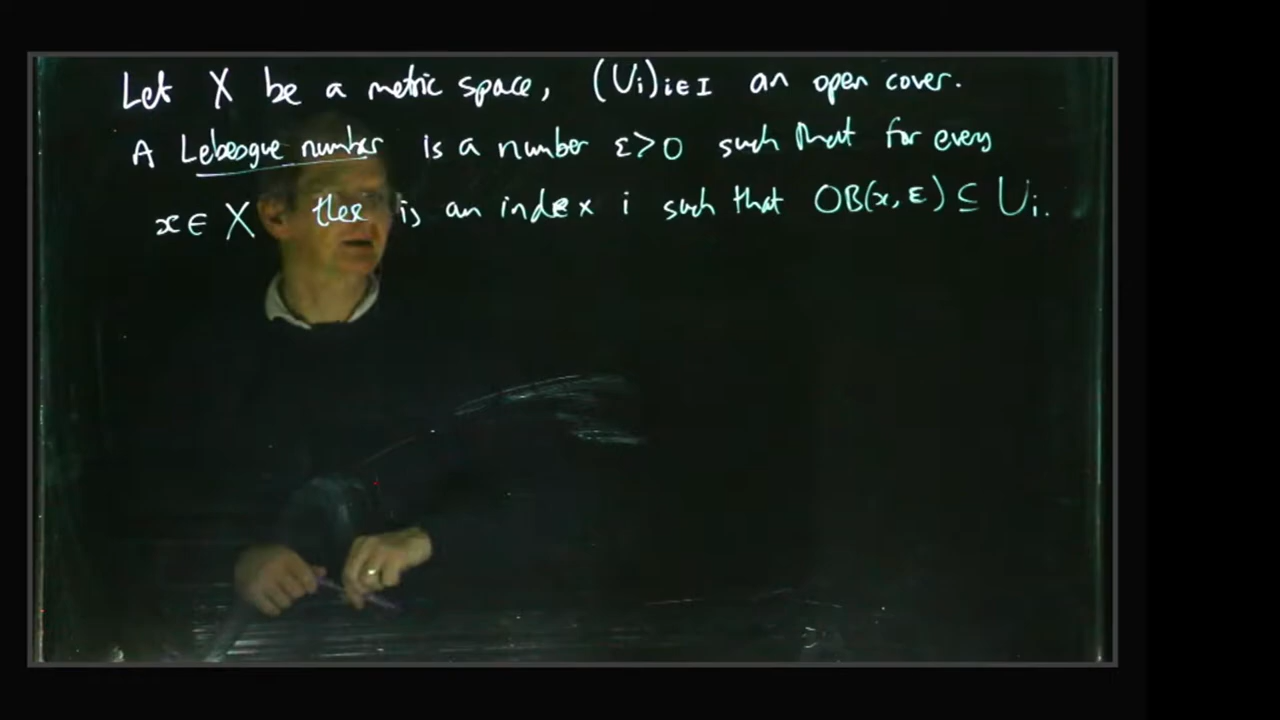 Let X be a metric space, (Ui)i∈I an open cover.
A Lebesgue number is a number ε>0 such that for every
x ∈ X there is an index i such that OB(x, ε) ⊆ Ui.